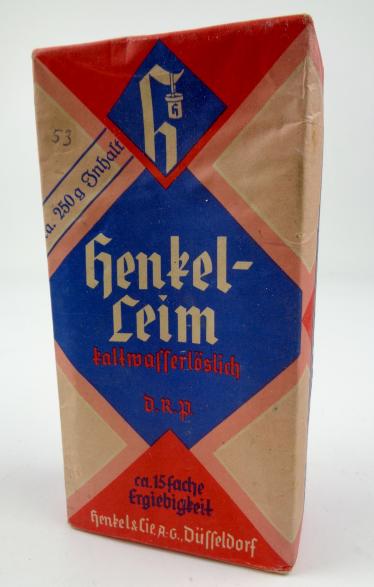 h
h
53
ca. 250 g Inhalt
Henkel-
Leim
kaltwaſſerlöslich
D.R.P.
ca. 15 fache
Ergiebigkeit
Henkel & Cie. A.-G., Düſſeldorf